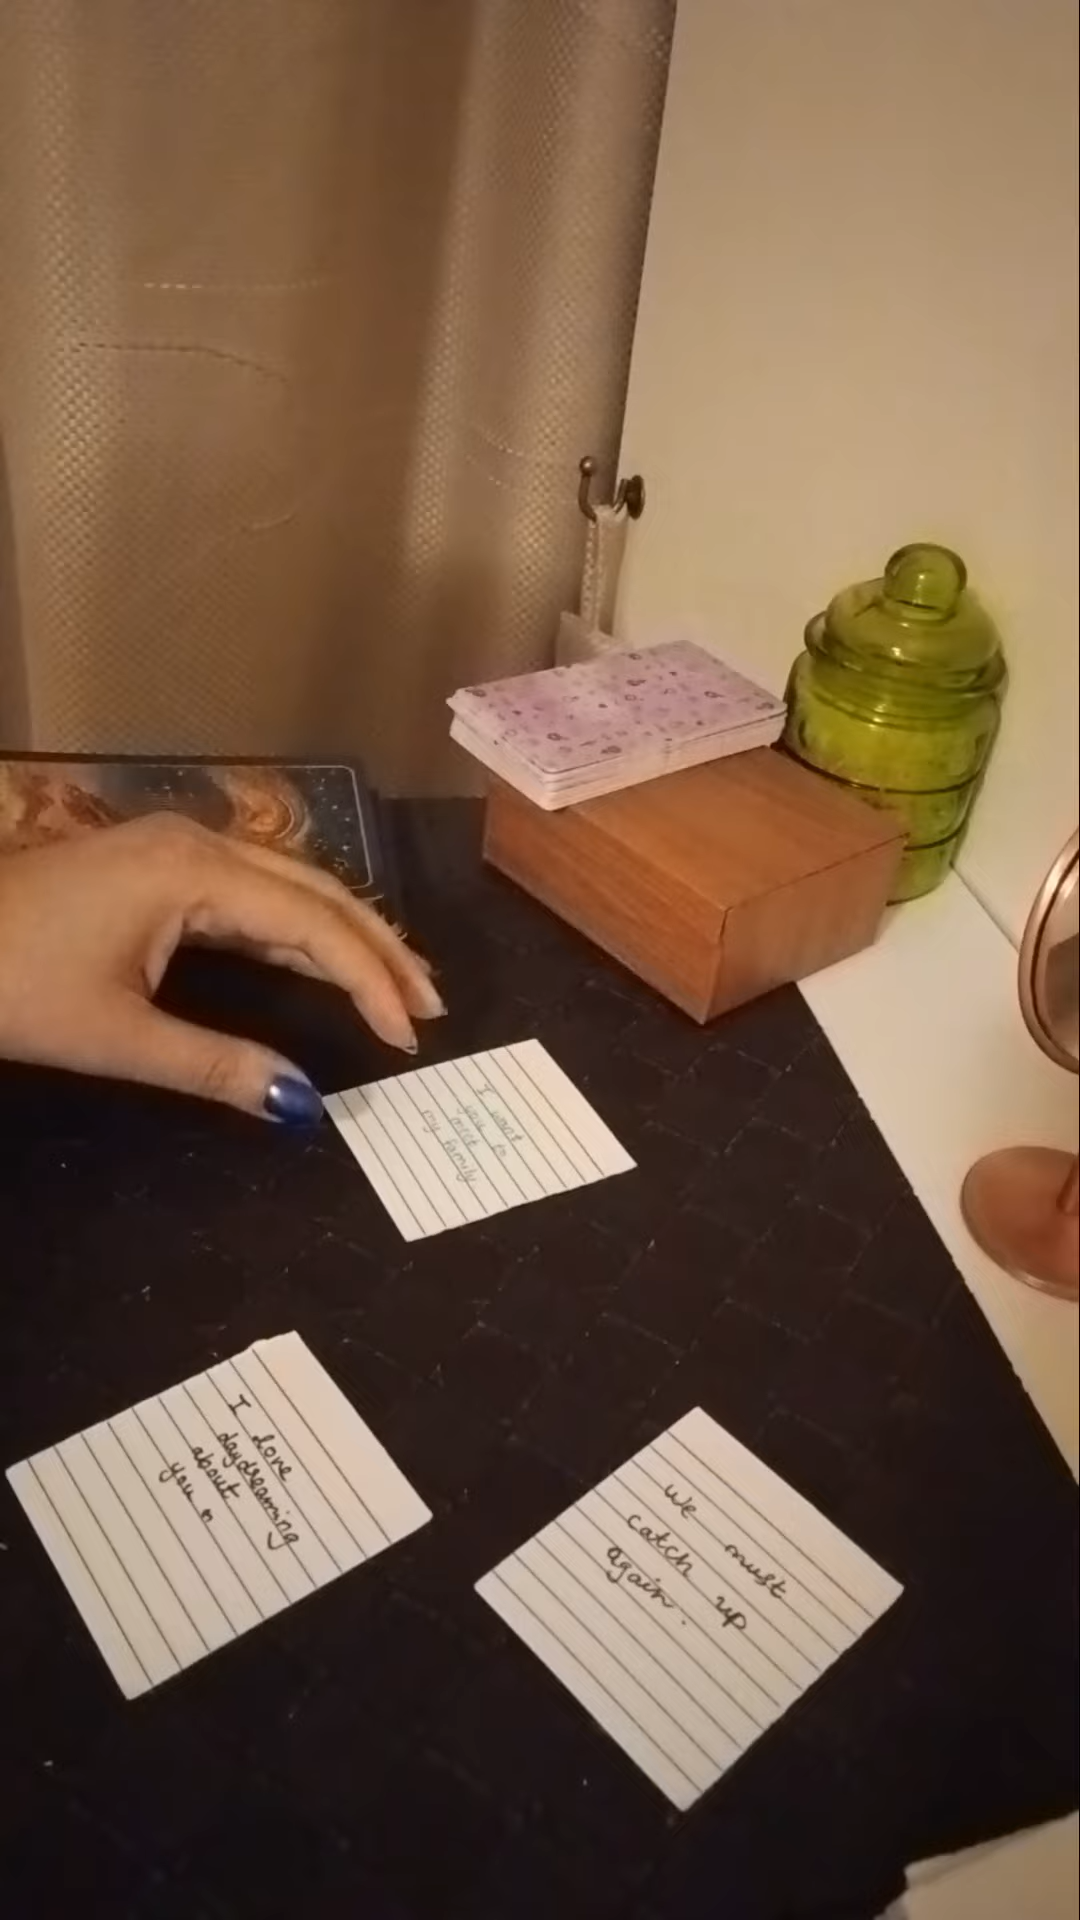 I want
you to
meet
my family
I love
daydreaming
about
you
we must
catch up
again.